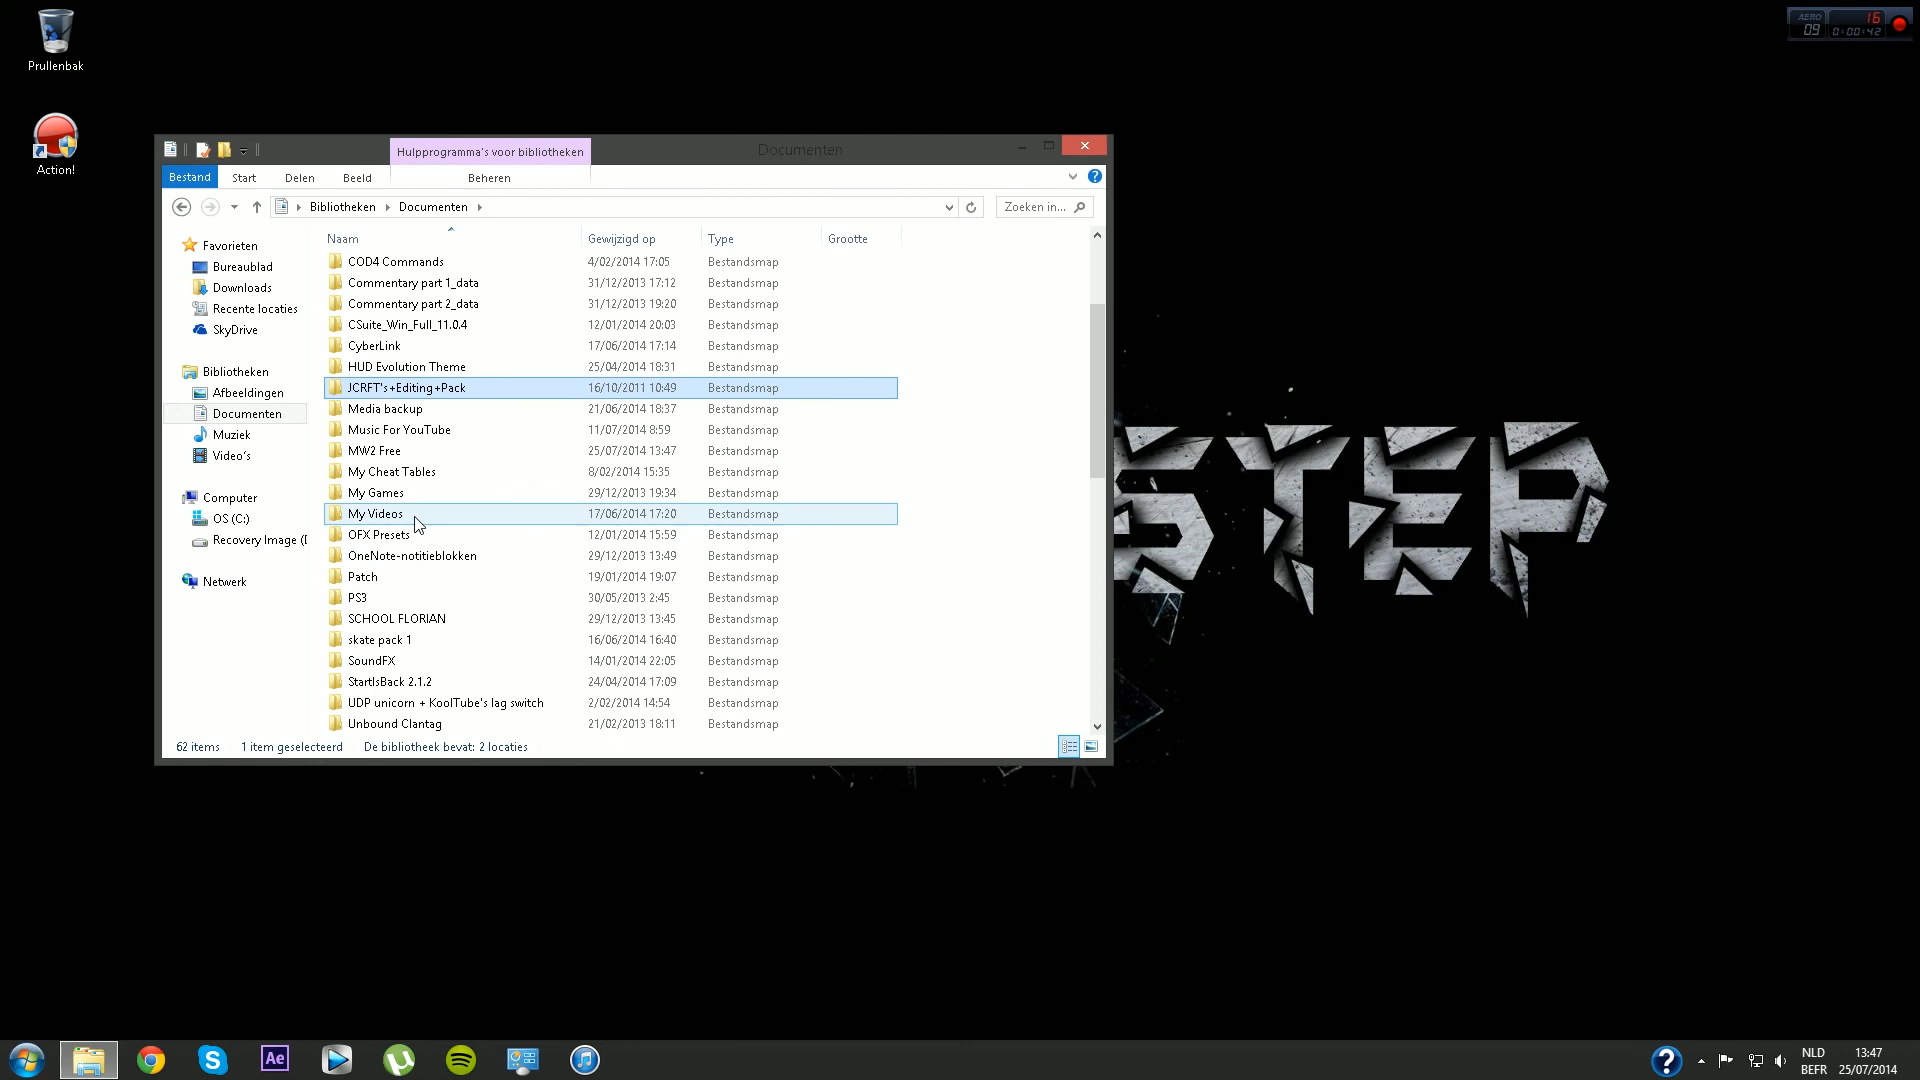 Prullenbak
Action!
AERO
09
16
0:00:42
Hulpprogramma's voor bibliotheken
Documenten
Bestand Start Delen Beeld Beheren
Bibliotheken Documenten
Zoeken in...
Naam Gewijzigd op Type Grootte
Favorieten
Bureaublad
Downloads
Recente locaties
SkyDrive
Bibliotheken
Afbeeldingen
Documenten
Muziek
Video's
Computer
OS (C:)
Recovery Image (
Netwerk
COD4 Commands 4/02/2014 17:05 Bestandsmap
Commentary part 1_data 31/12/2013 17:12 Bestandsmap
Commentary part 2_data 31/12/2013 19:20 Bestandsmap
CSuite_Win_Full_11.0.4 12/01/2014 20:03 Bestandsmap
CyberLink 17/06/2014 17:14 Bestandsmap
HUD Evolution Theme 25/04/2014 18:31 Bestandsmap
JCRFT's+Editing+Pack 16/10/2011 10:49 Bestandsmap
Media backup 21/06/2014 18:37 Bestandsmap
Music For YouTube 11/07/2014 8:59 Bestandsmap
MW2 Free 25/07/2014 13:47 Bestandsmap
My Cheat Tables 8/02/2014 15:35 Bestandsmap
My Games 29/12/2013 19:34 Bestandsmap
My Videos 17/06/2014 17:20 Bestandsmap
OFX Presets 12/01/2014 15:59 Bestandsmap
OneNote-notitieblokken 29/12/2013 13:49 Bestandsmap
Patch 19/01/2014 19:07 Bestandsmap
PS3 30/05/2013 2:45 Bestandsmap
SCHOOL FLORIAN 29/12/2013 13:45 Bestandsmap
skate pack 1 16/06/2014 16:40 Bestandsmap
SoundFX 14/01/2014 22:05 Bestandsmap
StartIsBack 2.1.2 24/04/2014 17:09 Bestandsmap
UDP unicorn + KoolTube's lag switch 2/02/2014 14:54 Bestandsmap
Unbound Clantag 21/02/2013 18:11 Bestandsmap
62 items 1 item geselecteerd De bibliotheek bevat: 2 locaties
STEP
Ae
NLD 13:47
BEFR 25/07/2014